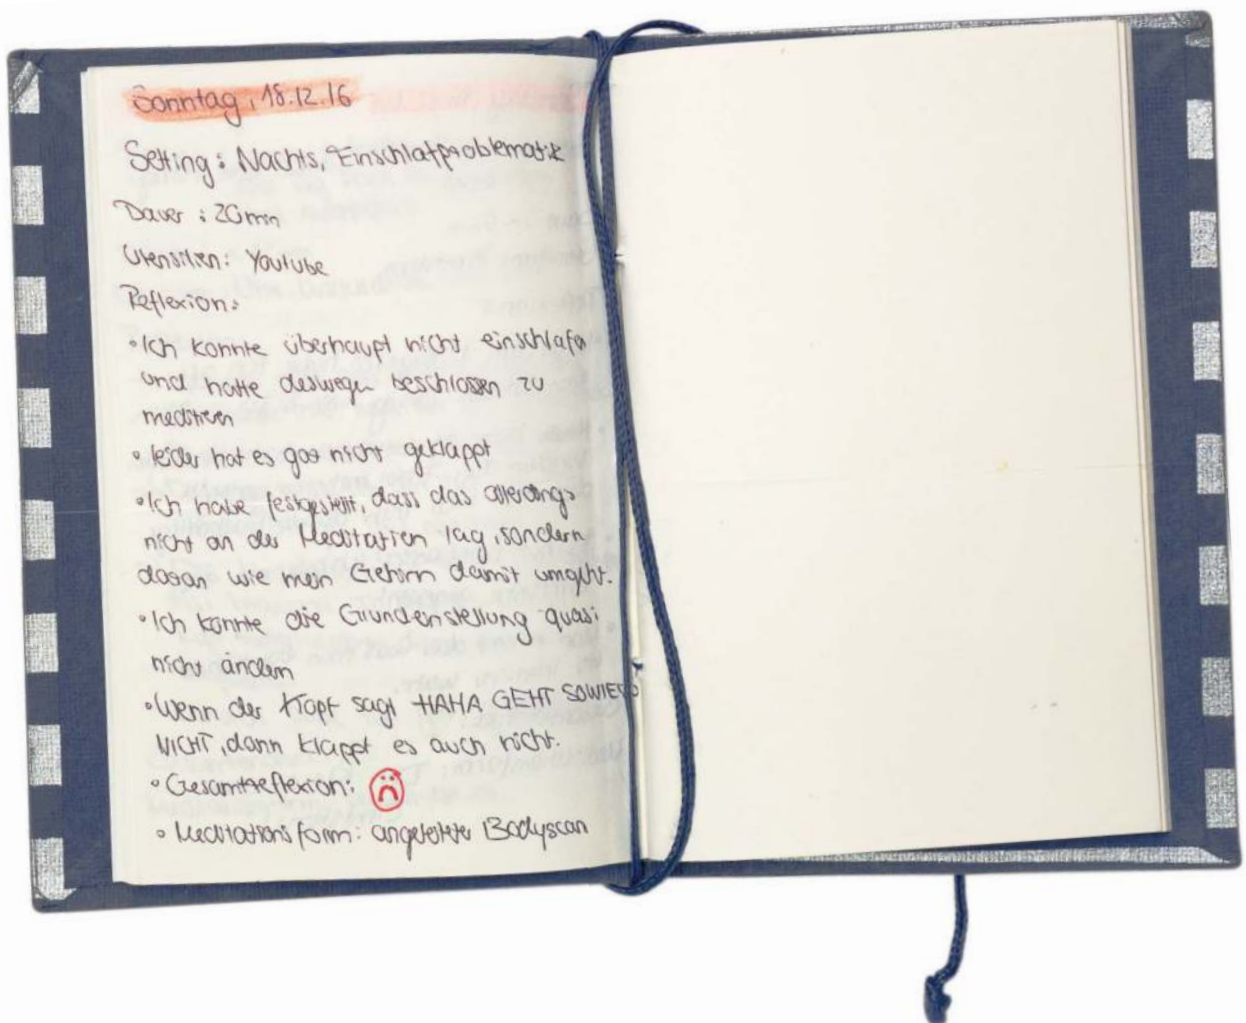 Sonntag, 18.12.16
Setting: Nachts, Einschlafproblematik
Dauer: 20min
Utensilien: Youtube
Reflexion:
• Ich konnte überhaupt nicht einschlafen
und hatte deswegen beschlossen zu
meditieren
• leider hat es gar nicht geklappt
• Ich habe festgestellt, dass das allerdings
nicht an der Meditation lag, sondern
daran wie mein Gehirn damit umgeht.
• Ich konnte die Grundeinstellung quasi
nicht ändern
• Wenn der Kopf sagt HAHA GEHT SOWIESO
NICHT, dann klappt es auch nicht.
• Gesamtreflexion:
• Meditationsform: angeleiteter Bodyscan